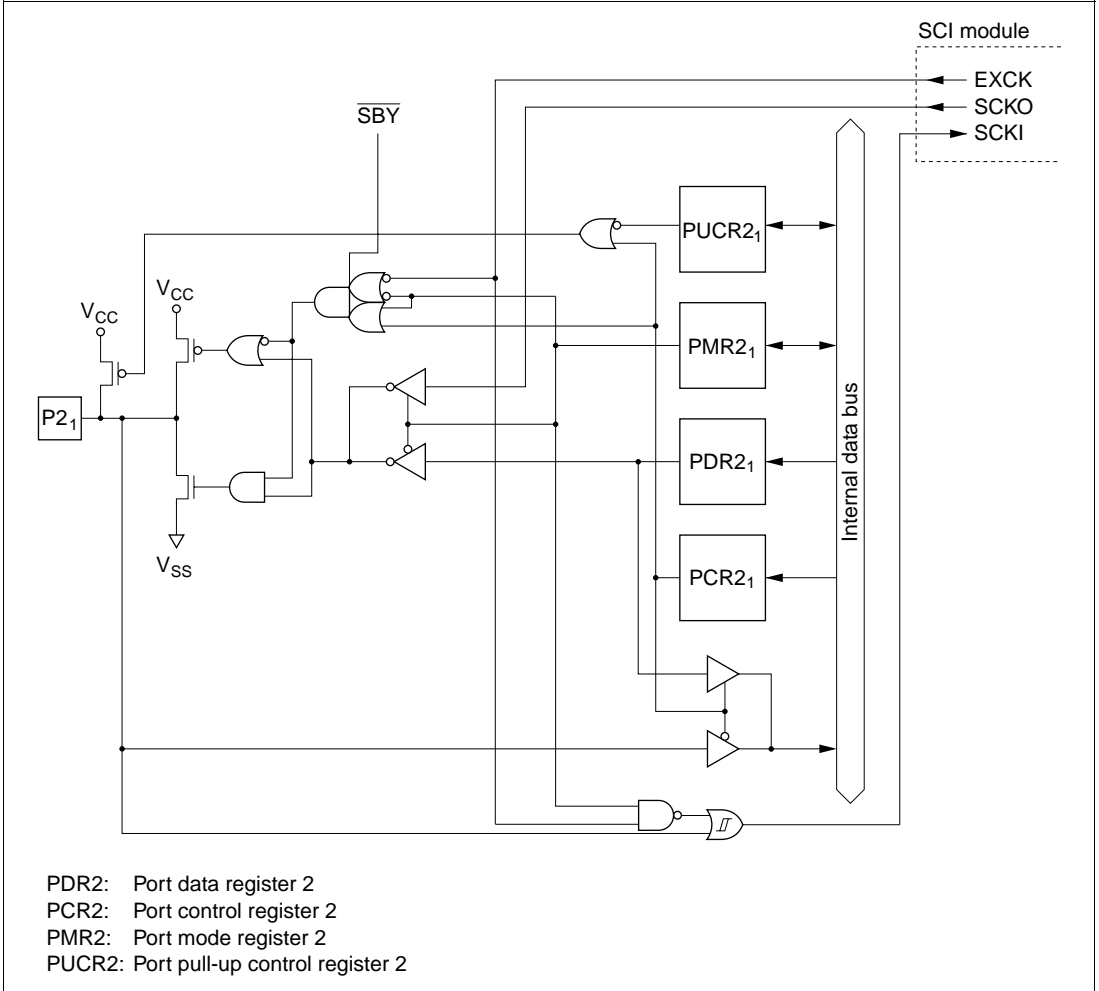 SCI module
EXCK
SCKO
SCKI
SBY
PUCR2₁
V_CC
V_CC
PMR2₁
P2₁
PDR2₁
Internal data bus
PCR2₁
V_SS
PDR2: Port data register 2
PCR2: Port control register 2
PMR2: Port mode register 2
PUCR2: Port pull-up control register 2